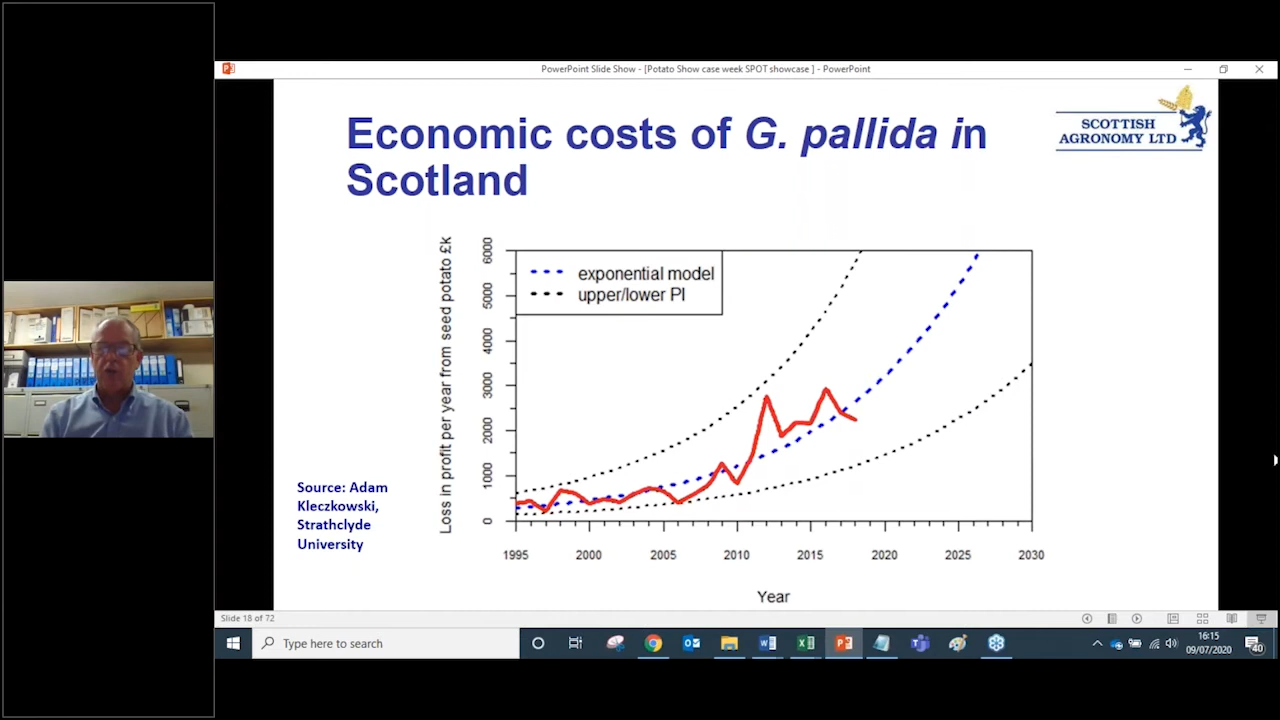 PowerPoint Slide Show - [Potato Show case week SPOT showcase ] - PowerPoint
Economic costs of G. pallida in
Scotland
SCOTTISH
AGRONOMY LTD
Loss in profit per year from seed potato £k
6000
5000
4000
3000
2000
1000
0
exponential model
upper/lower PI
1995 2000 2005 2010 2015 2020 2025 2030
Year
Source: Adam
Kleczkowski,
Strathclyde
University
Slide 18 of 72
Type here to search
16:15
09/07/2020
40